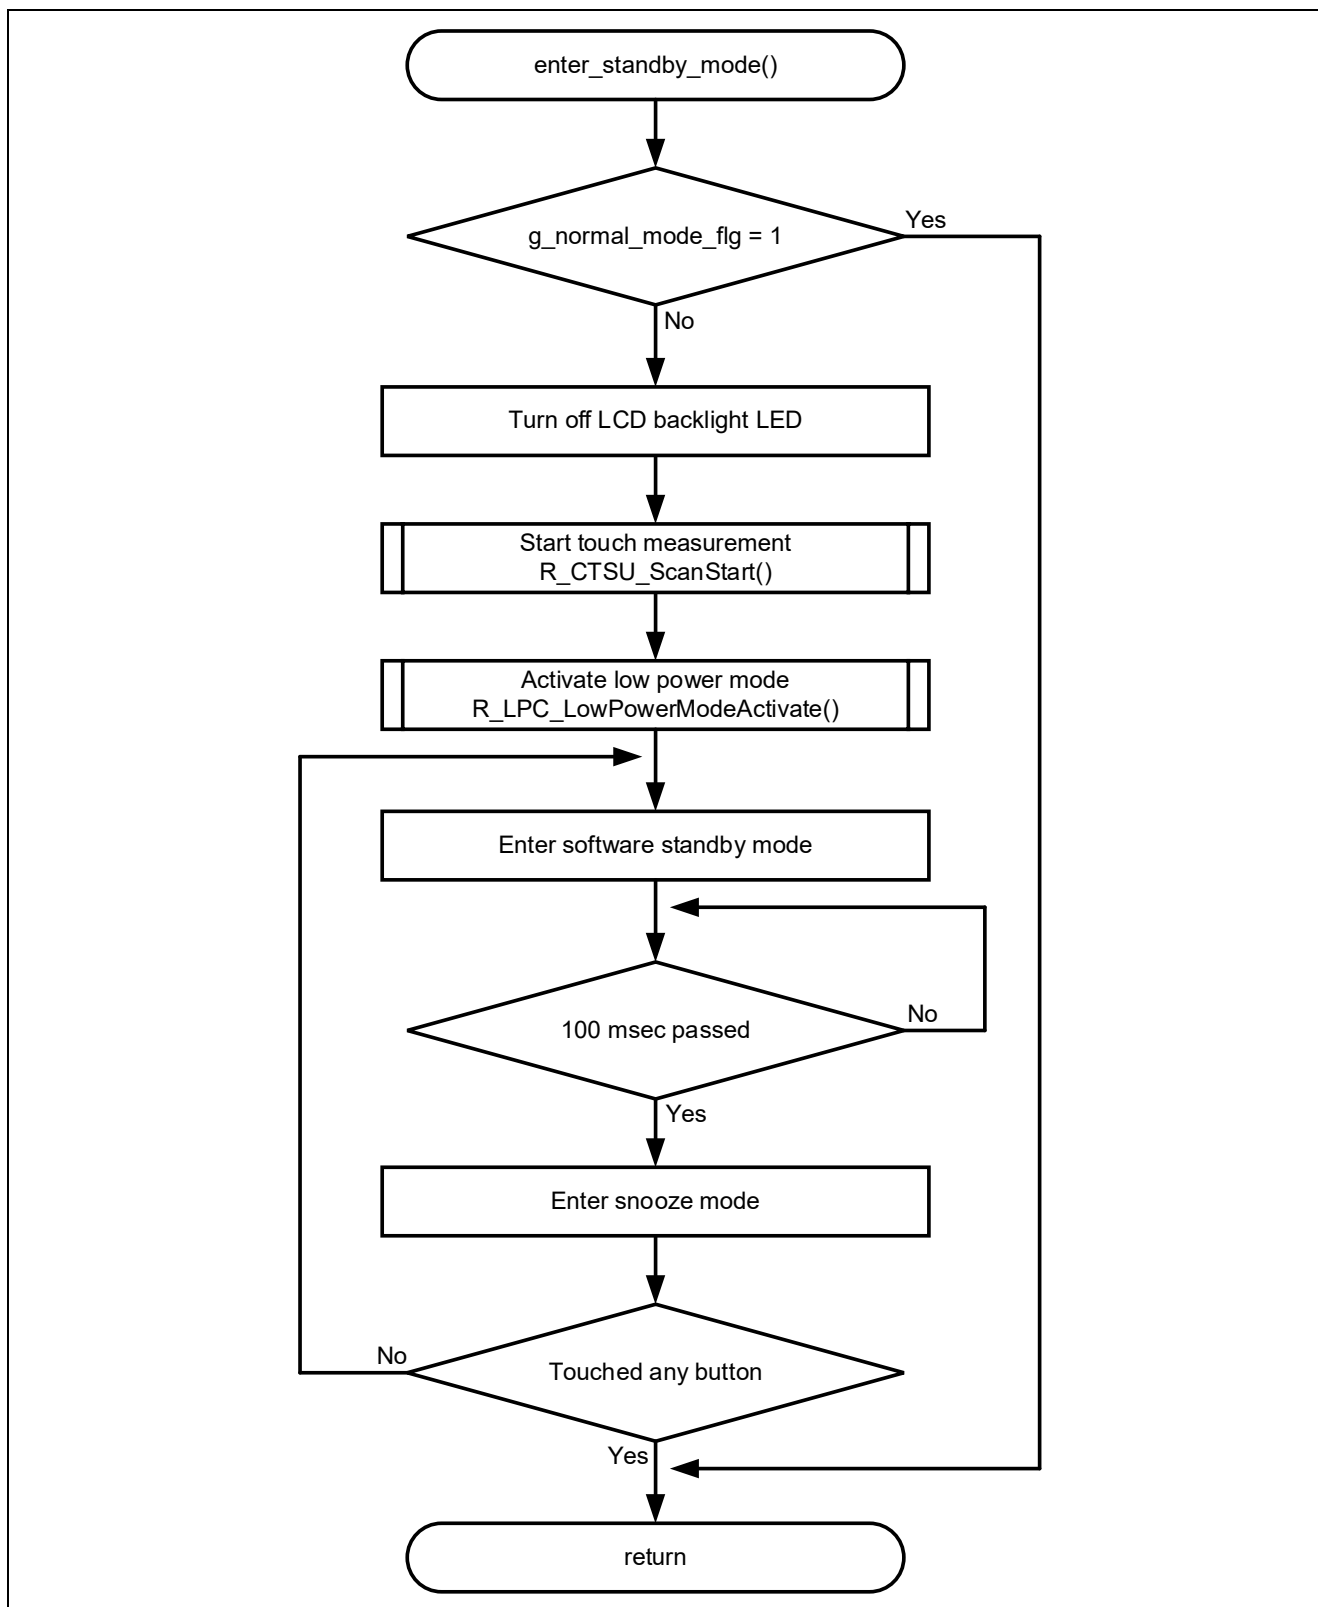 enter_standby_mode()
g_normal_mode_flg = 1
Yes
No
Turn off LCD backlight LED
Start touch measurement
R_CTSU_ScanStart()
Activate low power mode
R_LPC_LowPowerModeActivate()
Enter software standby mode
100 msec passed
No
Yes
Enter snooze mode
No
Touched any button
Yes
return